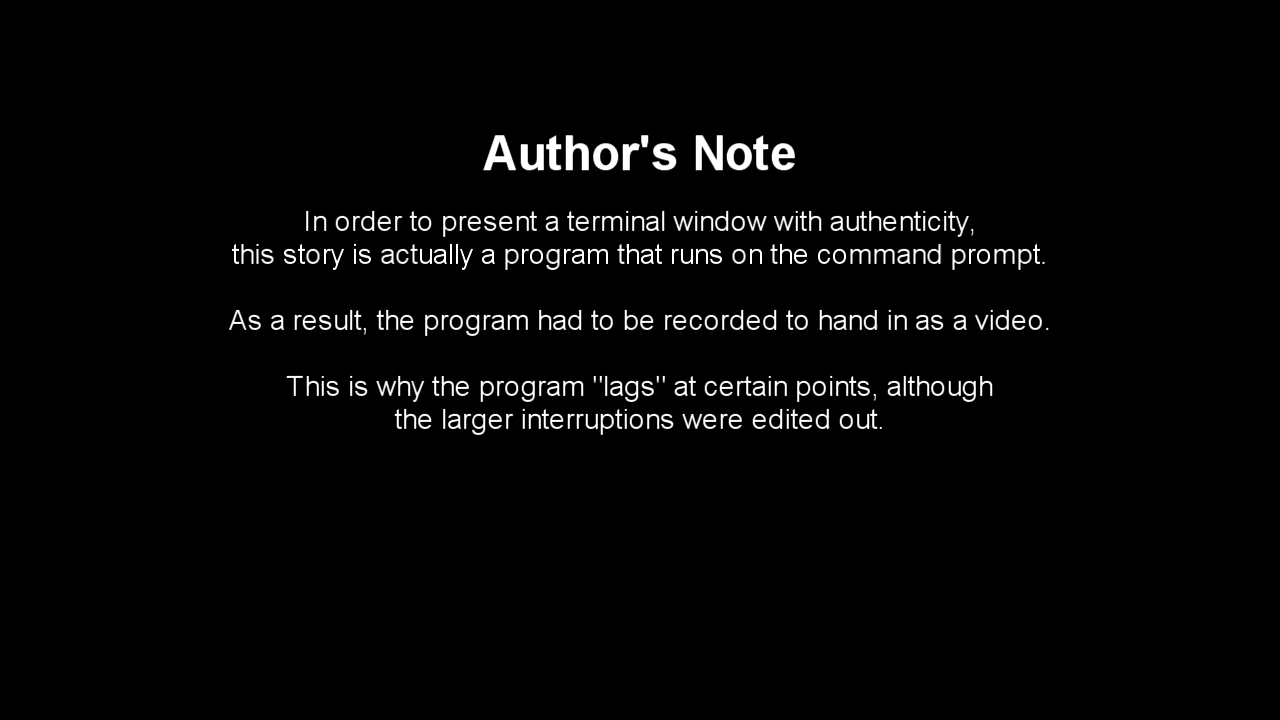 Author's Note
In order to present a terminal window with authenticity,
this story is actually a program that runs on the command prompt.
As a result, the program had to be recorded to hand in as a video.
This is why the program "lags" at certain points, although
the larger interruptions were edited out.